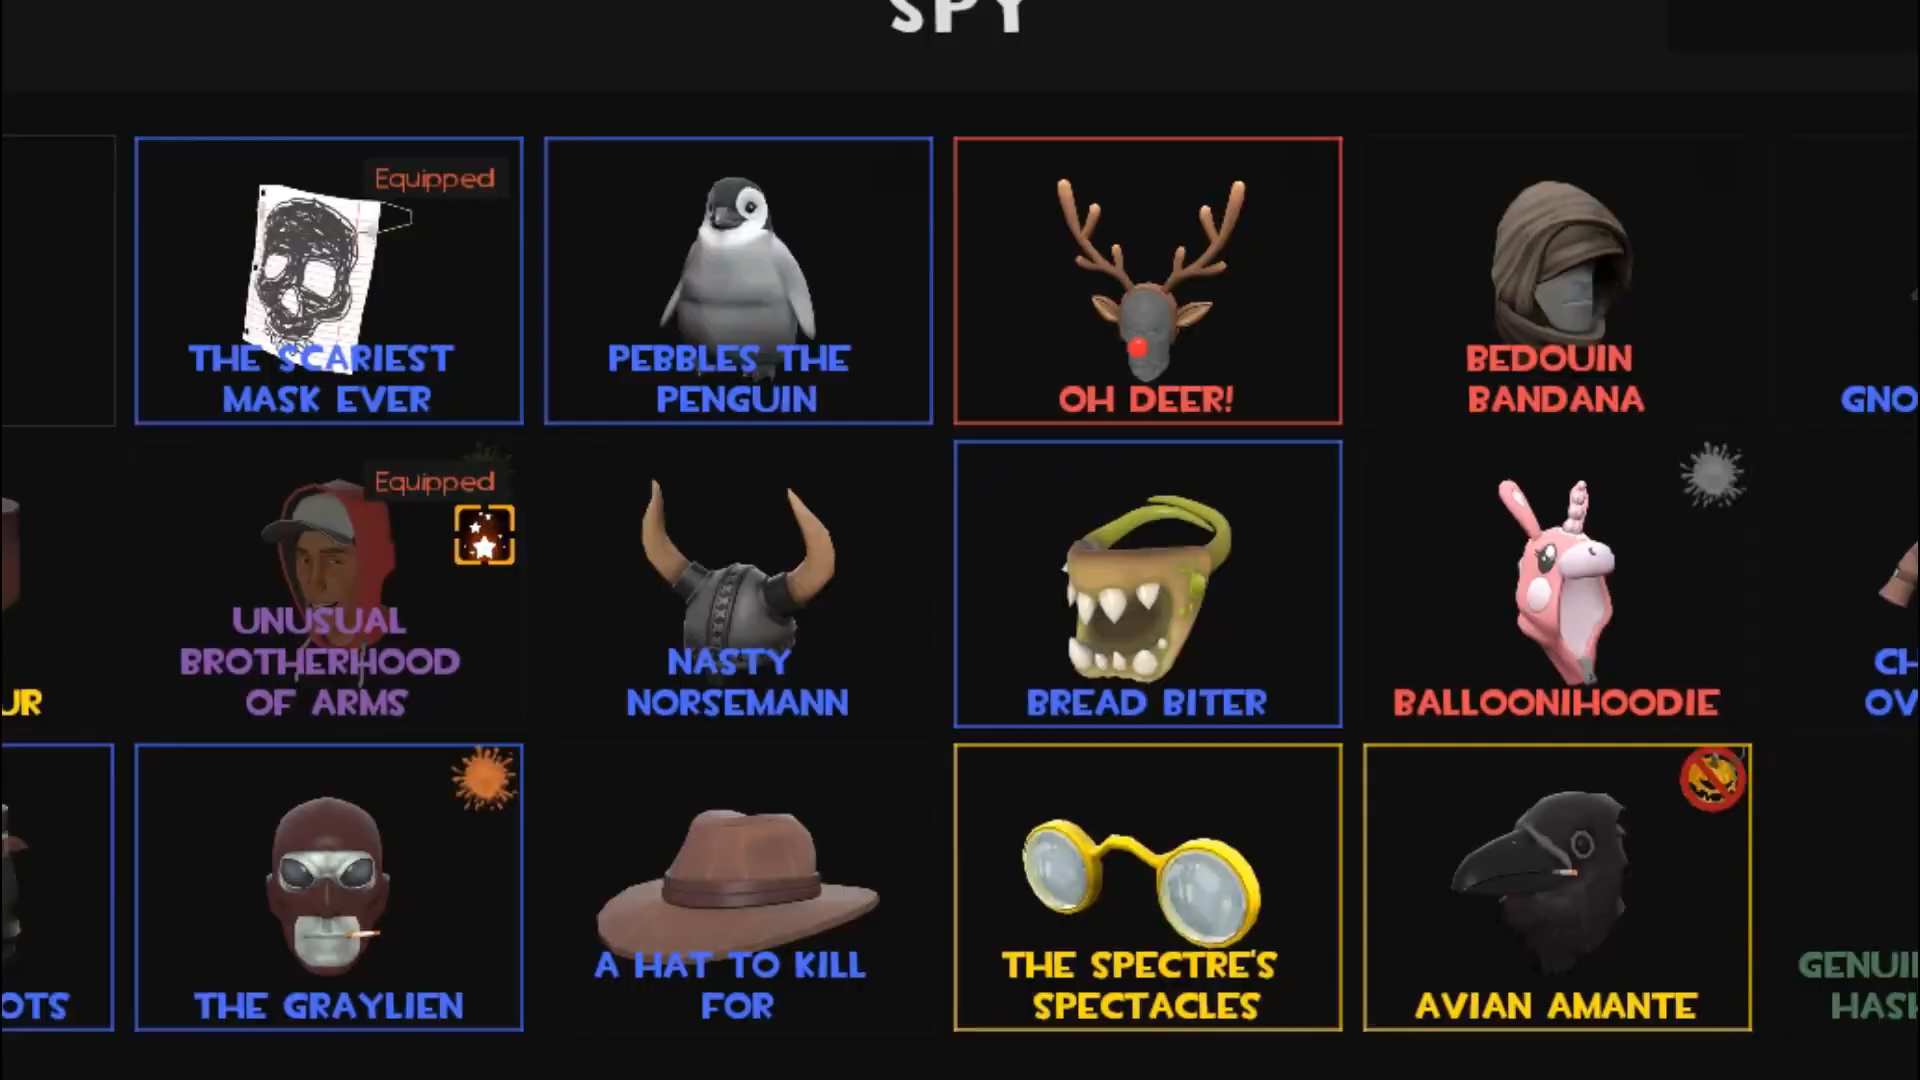 SPY
Equipped
THE SCARIEST
MASK EVER
PEBBLES THE
PENGUIN
OH DEER!
BEDOUIN
BANDANA
GNO
UR
Equipped
UNUSUAL
BROTHERHOOD
OF ARMS
NASTY
NORSEMANN
BREAD BITER
BALLOONIHOODIE
CH
OV
OTS
THE GRAYLIEN
A HAT TO KILL
FOR
THE SPECTRE'S
SPECTACLES
AVIAN AMANTE
GENUI
HASH